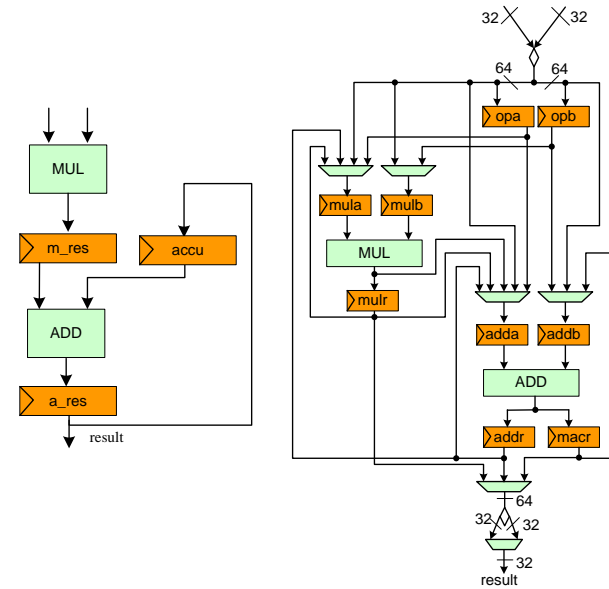 MUL
m_res
accu
ADD
a_res
result
32
32
64
64
opa
opb
mula
mulb
MUL
mulr
adda
addb
ADD
addr
macr
64
32
32
32
result